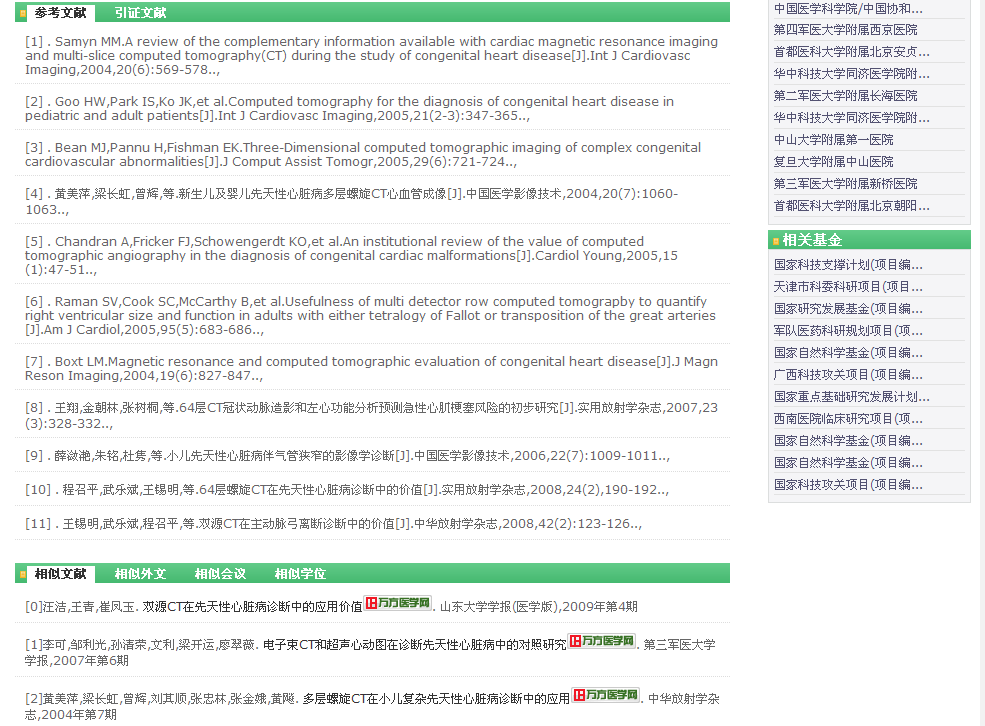 参考文献 引证文献
[1] . Samyn MM.A review of the complementary information available with cardiac magnetic resonance imaging
and multi-slice computed tomography(CT) during the study of congenital heart disease[J].Int J Cardiovasc
Imaging,2004,20(6):569-578..,
[2] . Goo HW,Park IS,Ko JK,et al.Computed tomography for the diagnosis of congenital heart disease in
pediatric and adult patients[J].Int J Cardiovasc Imaging,2005,21(2-3):347-365..,
[3] . Bean MJ,Pannu H,Fishman EK.Three-Dimensional computed tomographic imaging of complex congenital
cardiovascular abnormalities[J].J Comput Assist Tomogr,2005,29(6):721-724..,
[4] . 黄美萍,梁长虹,曾辉,等.新生儿及婴儿先天性心脏病多层螺旋CT心血管成像[J].中国医学影像技术,2004,20(7):1060-
1063..,
[5] . Chandran A,Fricker FJ,Schowengerdt KO,et al.An institutional review of the value of computed
tomographic angiography in the diagnosis of congenital cardiac malformations[J].Cardiol Young,2005,15
(1):47-51..,
[6] . Raman SV,Cook SC,McCarthy B,et al.Usefulness of multi detector row computed tomograpby to quantify
right ventricular size and function in adults with either tetralogy of Fallot or transposition of the great arteries
[J].Am J Cardiol,2005,95(5):683-686..,
[7] . Boxt LM.Magnetic resonance and computed tomographic evaluation of congenital heart disease[J].J Magn
Reson Imaging,2004,19(6):827-847..,
[8] . 王翔,金朝林,张树桐,等.64层CT冠状动脉造影和左心功能分析预测急性心肌梗塞风险的初步研究[J].实用放射学杂志,2007,23
(3):328-332..,
[9] . 薛潋滟,朱铭,杜隽,等.小儿先天性心脏病伴气管狭窄的影像学诊断[J].中国医学影像技术,2006,22(7):1009-1011..,
[10] . 程召平,武乐斌,王锡明,等.64层螺旋CT在先天性心脏病诊断中的价值[J].实用放射学杂志,2008,24(2),190-192..,
[11] . 王锡明,武乐斌,程召平,等.双源CT在主动脉弓离断诊断中的价值[J].中华放射学杂志,2008,42(2):123-126..,
相似文献 相似外文 相似会议 相似学位
[0]汪洁,王青,崔凤玉. 双源CT在先天性心脏病诊断中的应用价值 万方医学网. 山东大学学报(医学版),2009年第4期
[1]李可,邹利光,孙清荣,文利,梁开运,廖翠薇. 电子束CT和超声心动图在诊断先天性心脏病中的对照研究 万方医学网. 第三军医大学
学报,2007年第6期
[2]黄美萍,梁长虹,曾辉,刘其顺,张忠林,张金娥,黄飚. 多层螺旋CT在小儿复杂先天性心脏病诊断中的应用 万方医学网. 中华放射学杂
志,2004年第7期
中国医学科学院/中国协和...
第四军医大学附属西京医院
首都医科大学附属北京安贞...
华中科技大学同济医学院附...
第二军医大学附属长海医院
华中科技大学同济医学院附...
中山大学附属第一医院
复旦大学附属中山医院
第三军医大学附属新桥医院
首都医科大学附属北京朝阳...
相关基金
国家科技支撑计划(项目编...
天津市科委科研项目(项目...
国家研究发展基金(项目编...
军队医药科研规划项目(项...
国家自然科学基金(项目编...
广西科技攻关项目(项目编...
国家重点基础研究发展计划...
西南医院临床研究项目(项...
国家自然科学基金(项目编...
国家自然科学基金(项目编...
国家科技攻关项目(项目编...